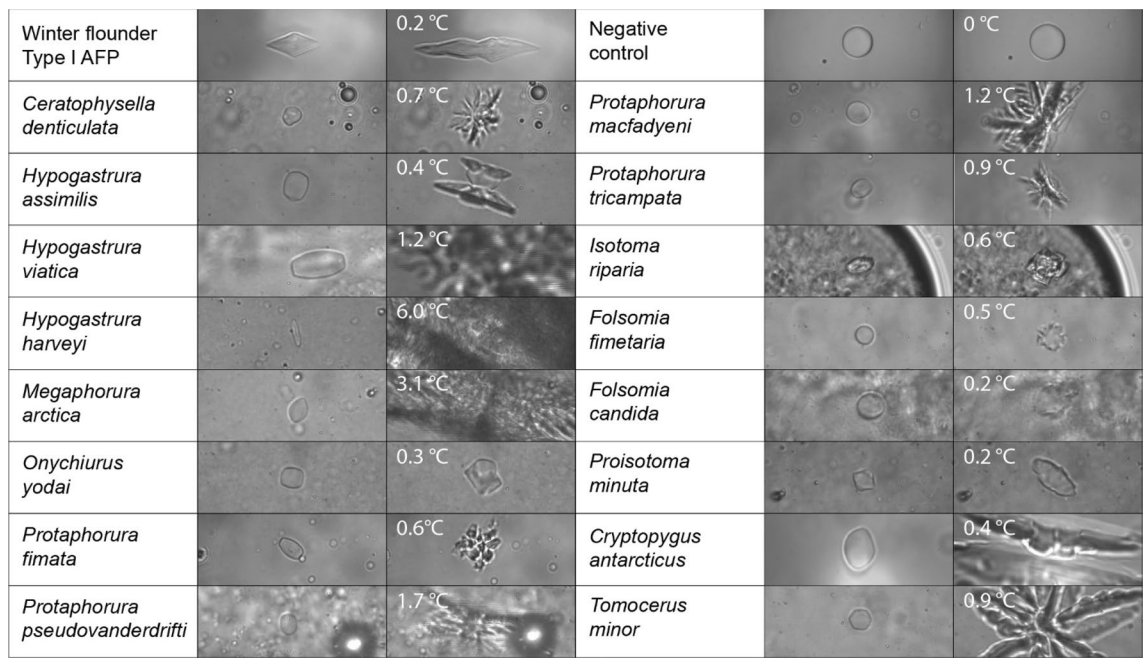 Winter flounder
Type I AFP
0.2 °C
Negative
control
0 °C
Ceratophysella
denticulata
0.7 °C
Protaphorura
macfadyeni
1.2 °C
Hypogastrura
assimilis
0.4 °C
Protaphorura
tricampata
0.9 °C
Hypogastrura
viatica
1.2 °C
Isotoma
riparia
0.6 °C
Hypogastrura
harveyi
6.0 °C
Folsomia
fimetaria
0.5 °C
Megaphorura
arctica
3.1 °C
Folsomia
candida
0.2 °C
Onychiurus
yodai
0.3 °C
Proisotoma
minuta
0.2 °C
Protaphorura
fimata
0.6°C
Cryptopygus
antarcticus
0.4 °C
Protaphorura
pseudovanderdrifti
1.7 °C
Tomocerus
minor
0.9 °C